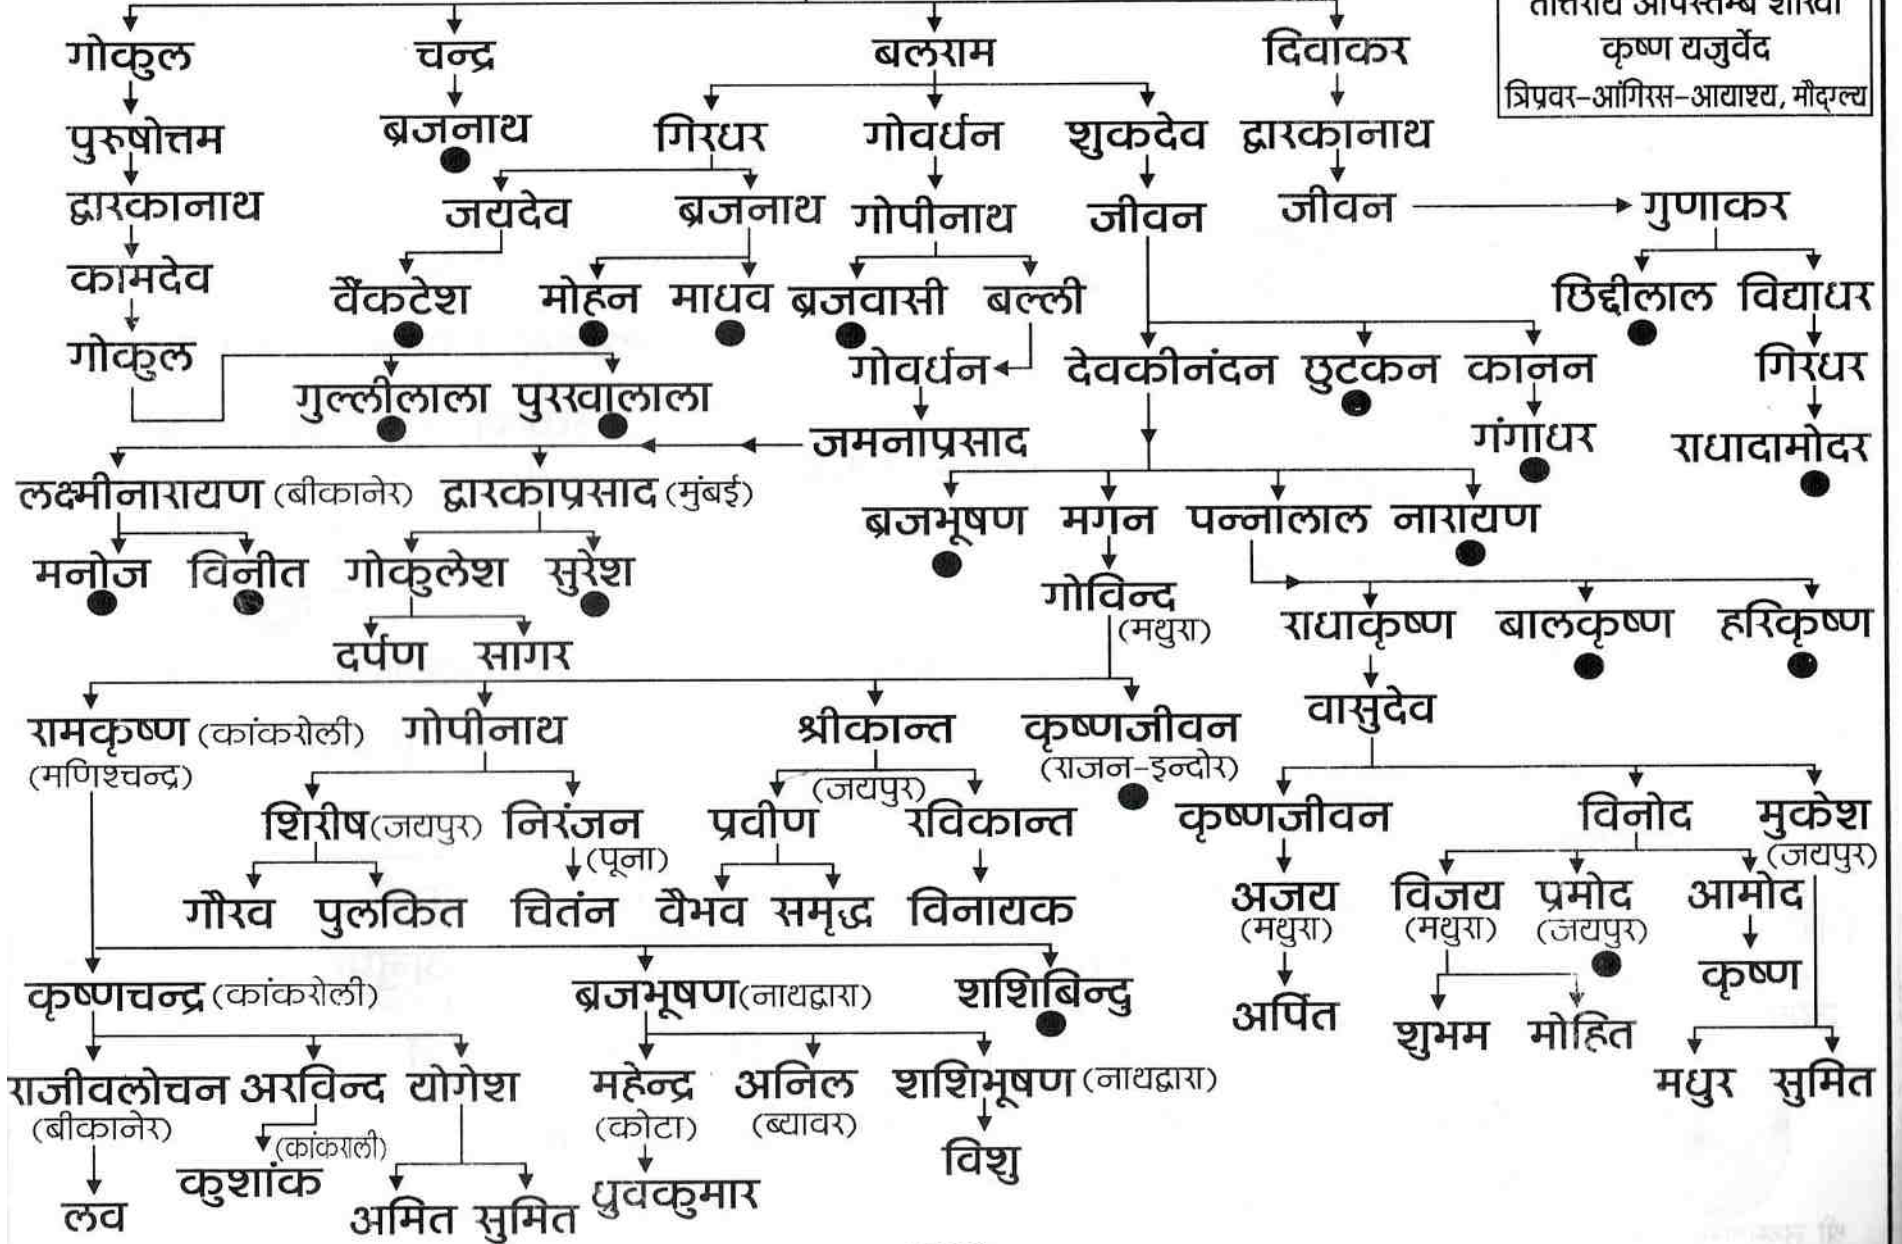 तैत्तिरीय आपस्तम्ब शाखा
गोकुल चन्द्र बलराम दिवाकर कृष्ण यजुर्वेद
त्रिप्रवर-आंगिरस-आयाश्य, मौद्गल्य
पुरुषोत्तम ब्रजनाथ गिरधर गोवर्धन शुकदेव द्वारकानाथ
द्वारकानाथ जयदेव ब्रजनाथ गोपीनाथ जीवन जीवन गुणाकर
कामदेव वैंकटेश मोहन माधव ब्रजवासी बल्ली छिद्दीलाल विद्याधर
गोकुल गोवर्धन देवकीनंदन छुटकन कानन गिरधर
गुल्लीलाला पुरखालाला
जमनाप्रसाद गंगाधर राधादामोदर
लक्ष्मीनारायण (बीकानेर) द्वारकाप्रसाद (मुंबई)
ब्रजभूषण मगन पन्नालाल नारायण
मनोज विनीत गोकुलेश सुरेश
गोविन्द
(मथुरा) राधाकृष्ण बालकृष्ण हरिकृष्ण
दर्पण सागर
वासुदेव
रामकृष्ण (कांकरोली) गोपीनाथ श्रीकान्त कृष्णजीवन
(मणिश्चन्द्र) (जयपुर) (राजन-इन्दोर)
शिरीष (जयपुर) निरंजन प्रवीण रविकान्त कृष्णजीवन विनोद मुकेश
(पूना) (जयपुर)
गौरव पुलकित चितंन वैभव समृद्ध विनायक अजय विजय प्रमोद आमोद
(मथुरा) (मथुरा) (जयपुर)
कृष्णचन्द्र (कांकरोली) ब्रजभूषण (नाथद्वारा) शशिबिन्दु कृष्ण
अर्पित शुभम मोहित
राजीवलोचन अरविन्द योगेश महेन्द्र अनिल शशिभूषण (नाथद्वारा) मधुर सुमित
(बीकानेर) (कांकराली) (कोटा) (ब्यावर)
विशु
कुशांक
लव अमित सुमित ध्रुवकुमार